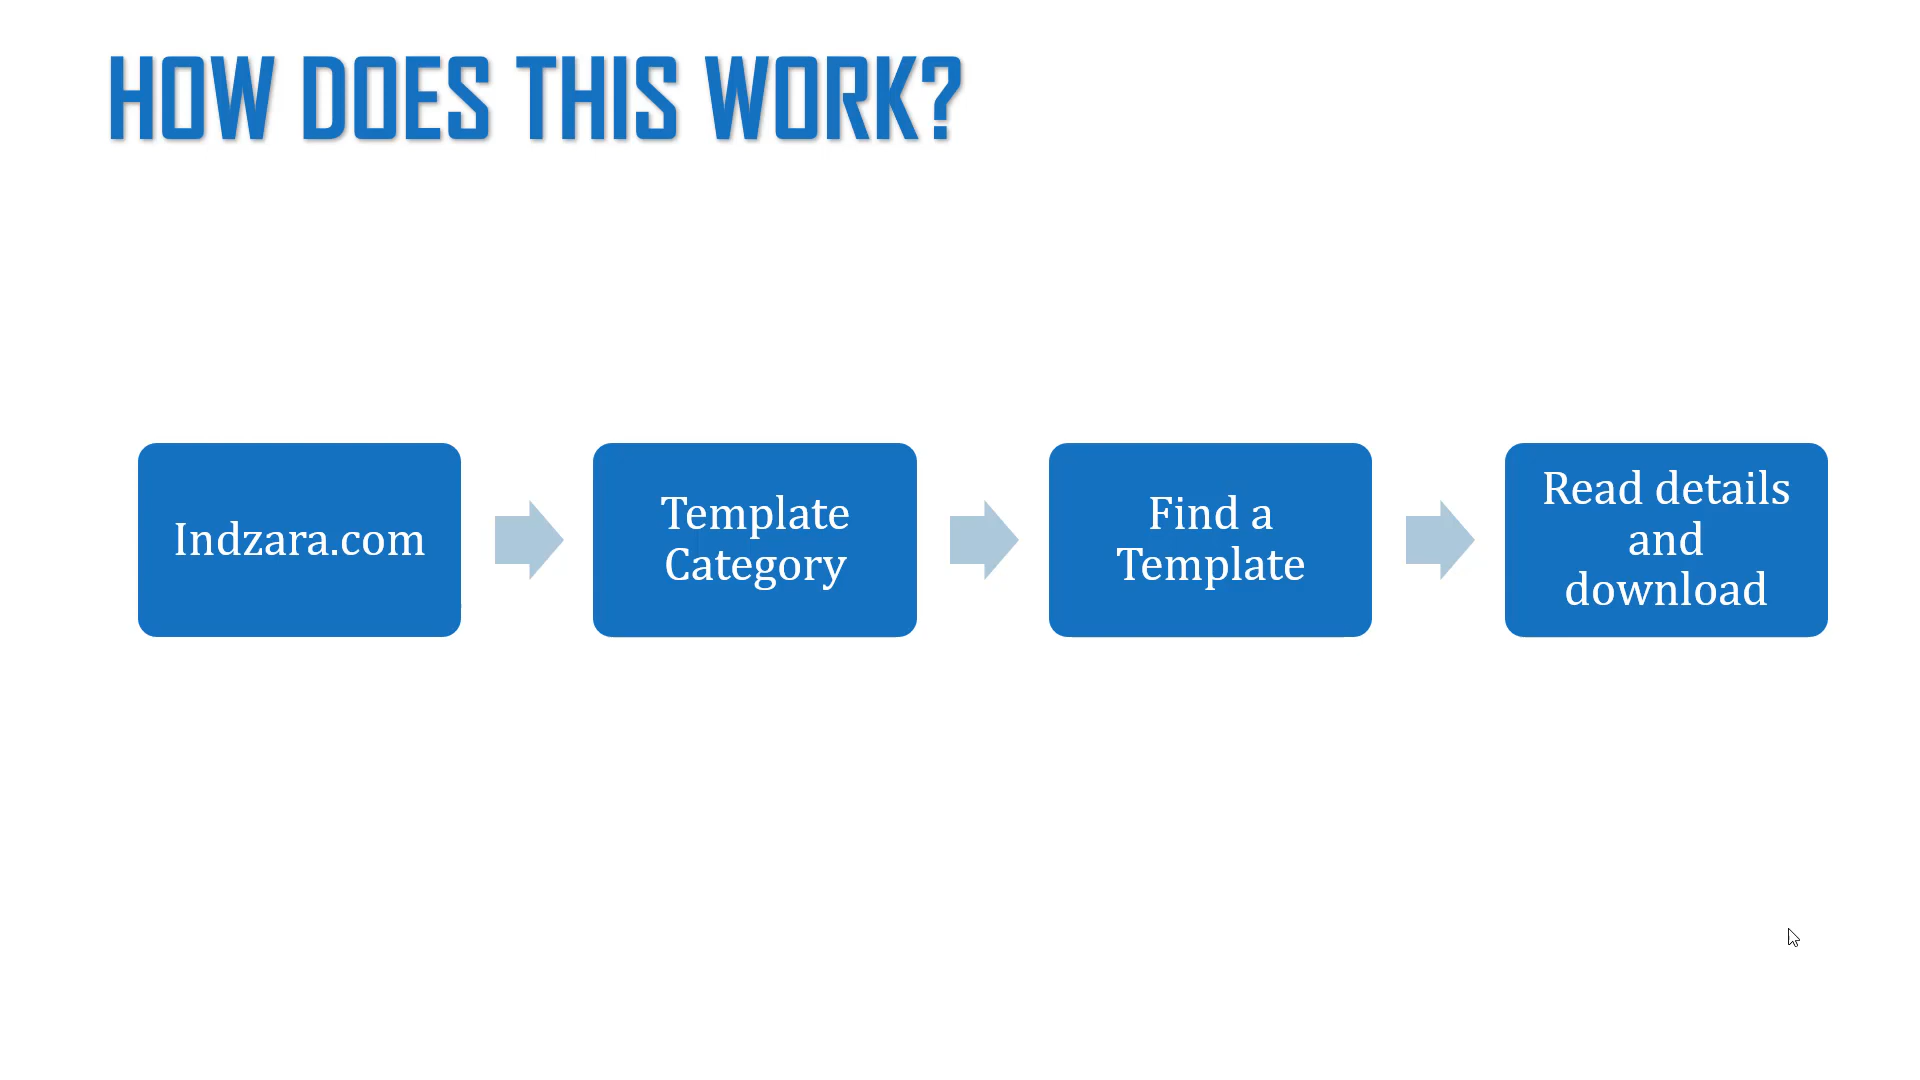 HOW DOES THIS WORK?
Indzara.com
Template
Category
Find a
Template
Read details
and
download